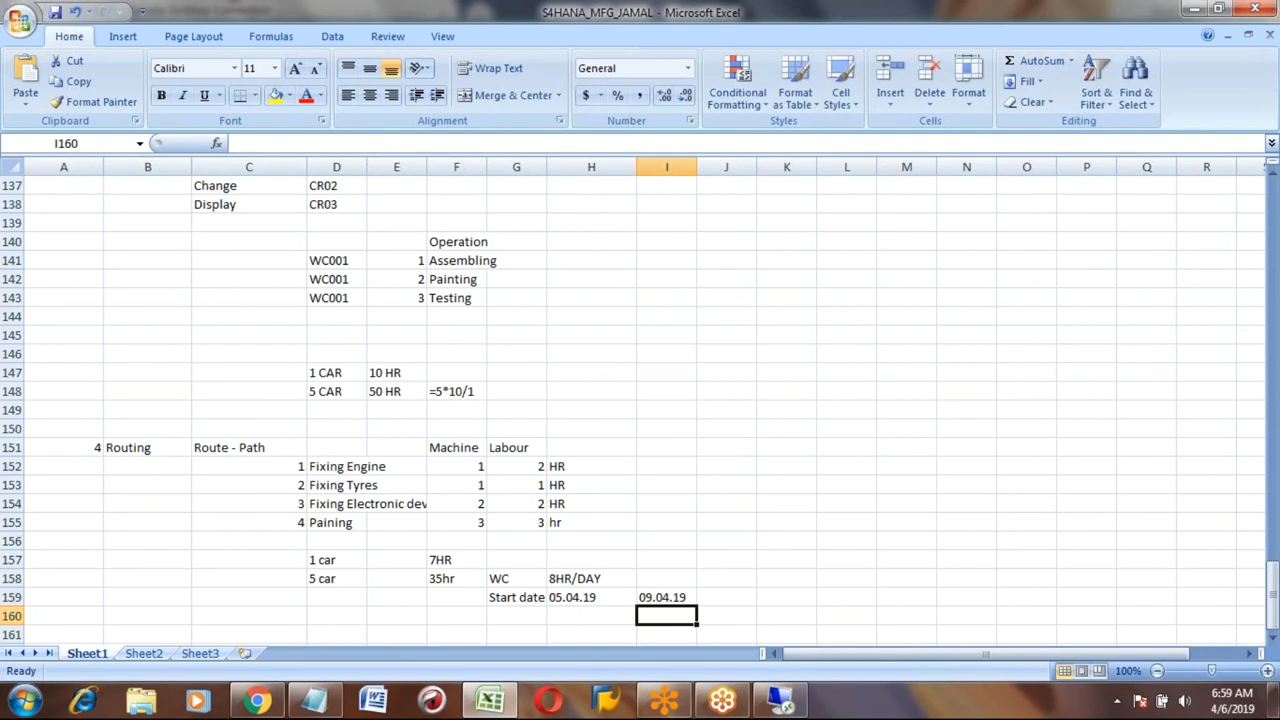 S4HANA_MFG_JAMAL - Microsoft Excel
Home Insert Page Layout Formulas Data Review View
Paste Cut Copy Format Painter Clipboard
Calibri 11 B I U A Font
Wrap Text Merge & Center Alignment
General $ % , Number
Conditional Formatting Format as Table Cell Styles Styles
Insert Delete Format Cells
AutoSum Fill Clear Sort & Filter Find & Select Editing
I160 fx
A B C D E F G H I J K L M N O P Q R
137 Change CR02
138 Display CR03
139
140 Operation
141 WC001 1 Assembling
142 WC001 2 Painting
143 WC001 3 Testing
144
145
146
147 1 CAR 10 HR
148 5 CAR 50 HR =5*10/1
149
150
151 4 Routing Route - Path Machine Labour
152 1 Fixing Engine 1 2 HR
153 2 Fixing Tyres 1 1 HR
154 3 Fixing Electronic dev 2 2 HR
155 4 Paining 3 3 hr
156
157 1 car 7HR
158 5 car 35hr WC 8HR/DAY
159 Start date 05.04.19 09.04.19
160
161
Sheet1 Sheet2 Sheet3
Ready 100%
6:59 AM
4/6/2019